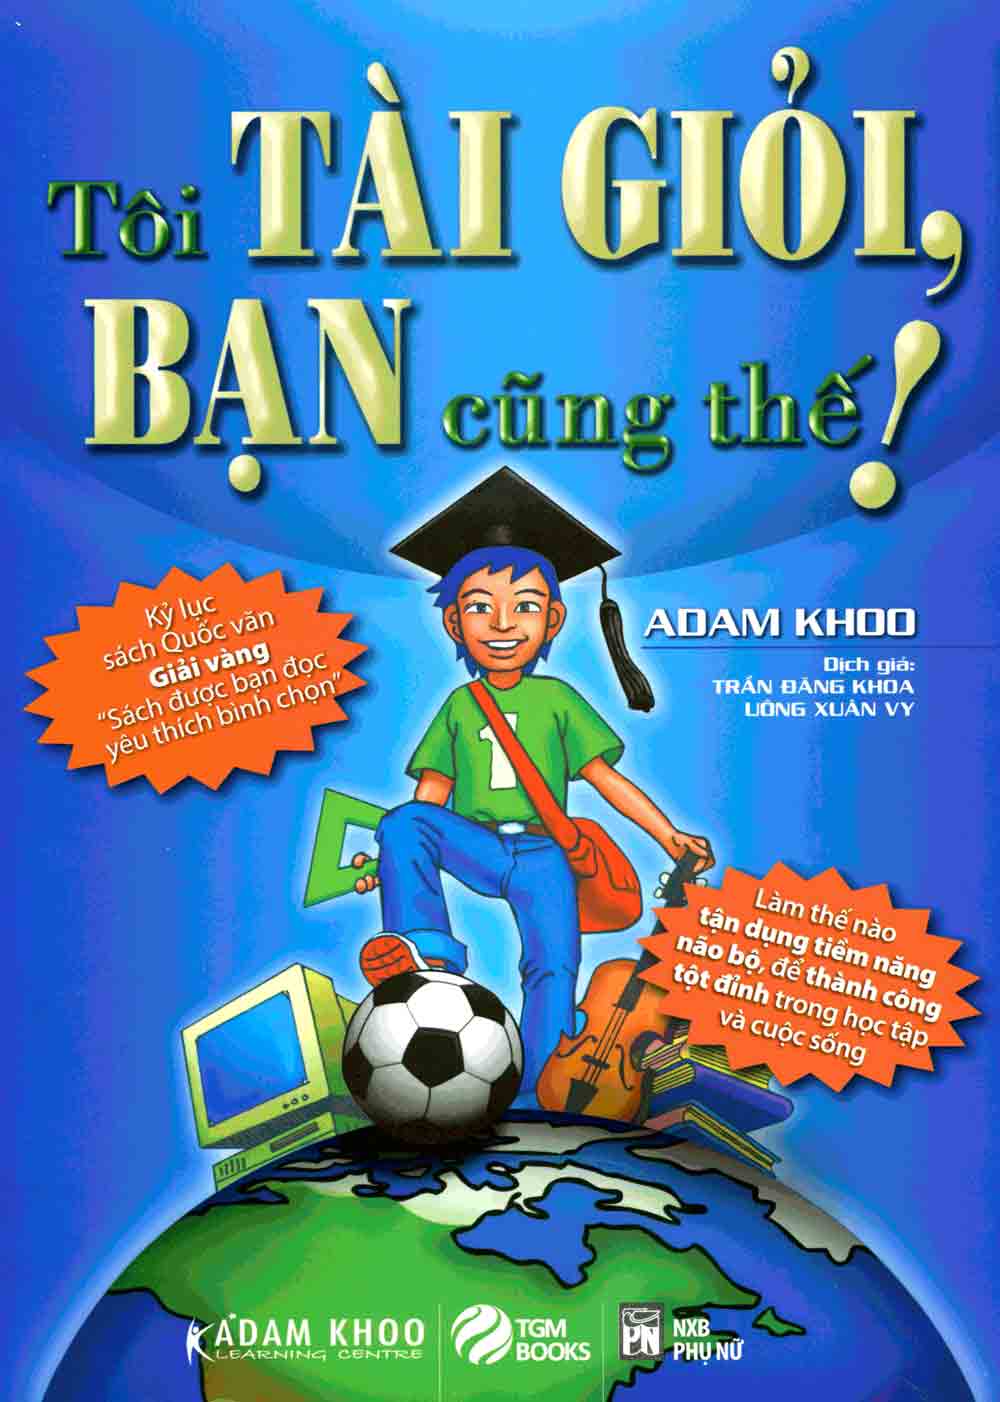 Tôi TÀI GIỎI,
BẠN cũng thế!
Kỷ lục
sách Quốc văn
Giải vàng
"Sách được bạn đọc
yêu thích bình chọn"
ADAM KHOO
Dịch giả:
TRẦN ĐĂNG KHOA
UÔNG XUÂN VY
1
Làm thế nào
tận dụng tiềm năng
não bộ, để thành công
tột đỉnh trong học tập
và cuộc sống
ADAM KHOO
LEARNING CENTRE
TGM
BOOKS
PN
NXB
PHỤ NỮ